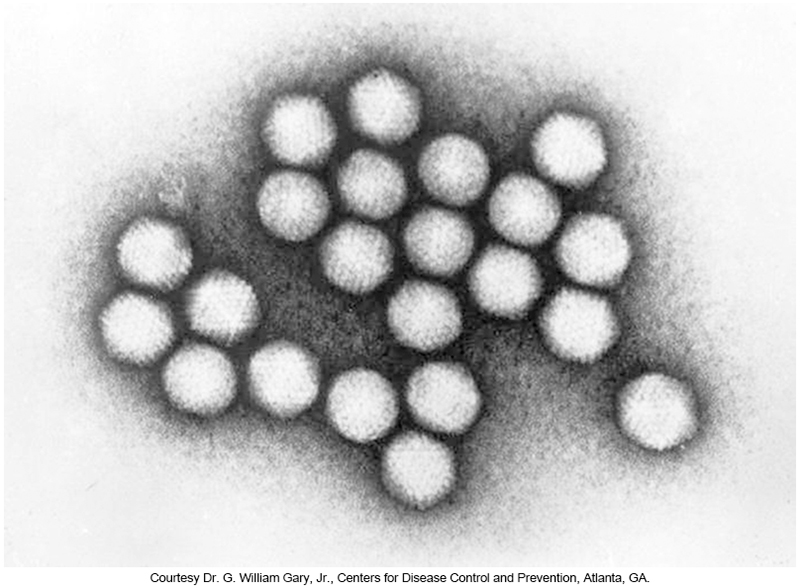 Courtesy Dr. G. William Gary, Jr., Centers for Disease Control and Prevention, Atlanta, GA.